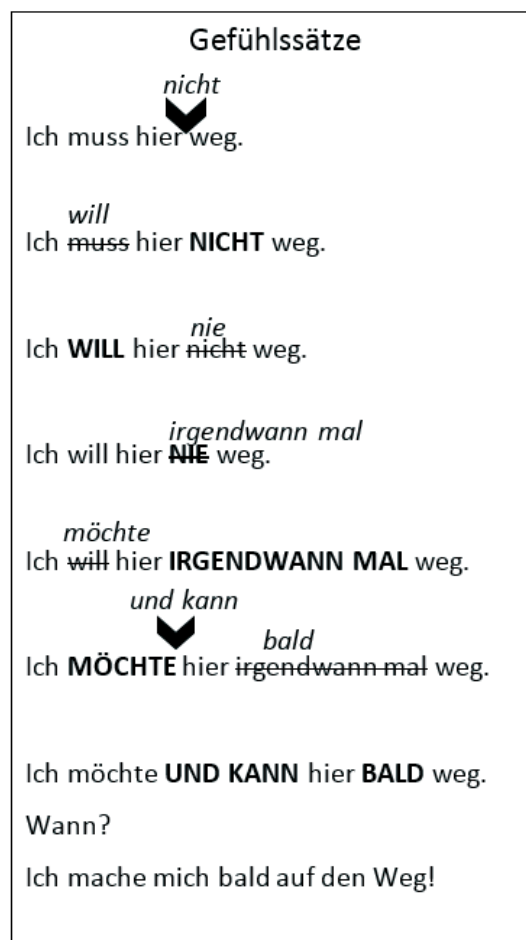 Gefühlssätze
nicht
Ich muss hier weg.
will
Ich muss hier NICHT weg.
nie
Ich WILL hier nicht weg.
irgendwann mal
Ich will hier NIE weg.
möchte
Ich will hier IRGENDWANN MAL weg.
und kann
bald
Ich MÖCHTE hier irgendwann mal weg.
Ich möchte UND KANN hier BALD weg.
Wann?
Ich mache mich bald auf den Weg!